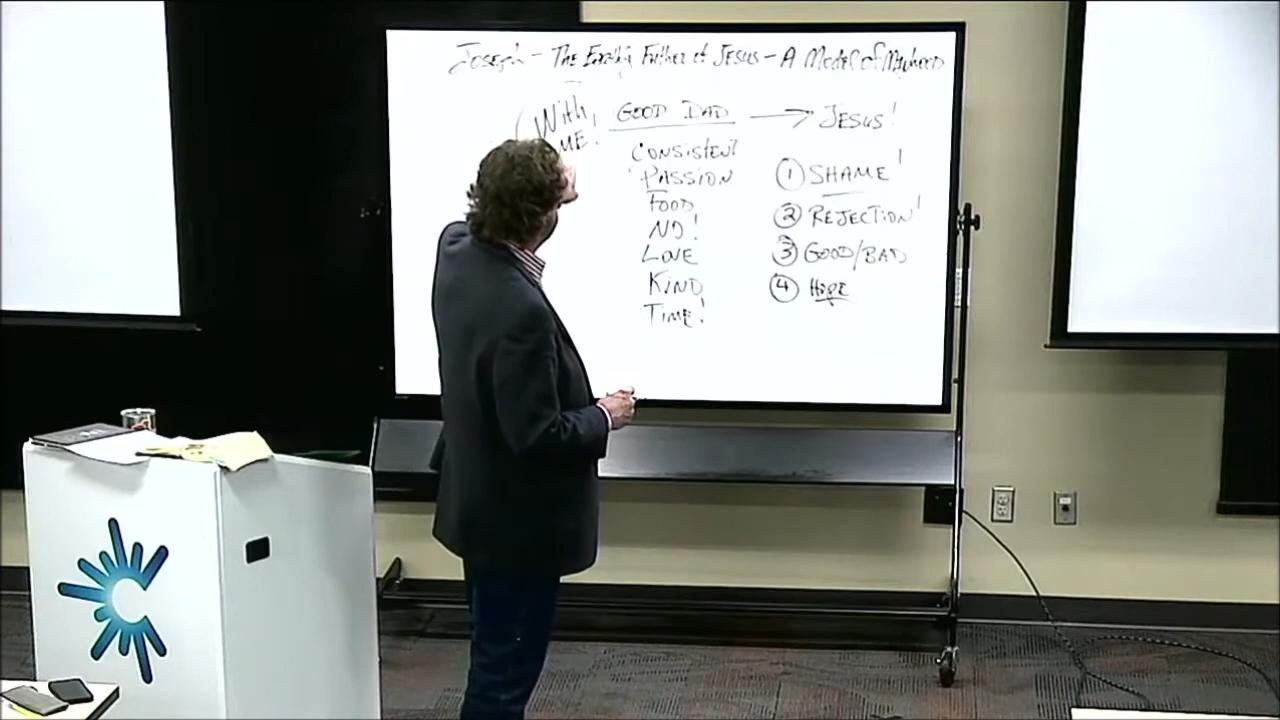 Joseph - The Earthly Father of Jesus - A Model of Manhood
With ME!
GOOD DAD → JESUS!
CONSISTENT
PASSION
FOOD
NO!
LOVE
KIND
TIME!
① SHAME!
② REJECTION!
③ GOOD/BAD
④ HOPE